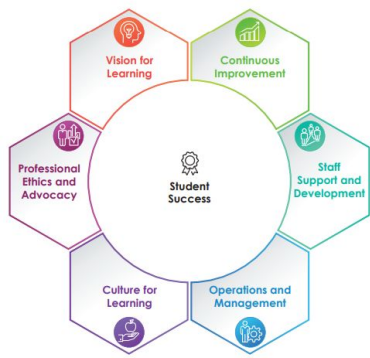 Vision for
Learning
Continuous
Improvement
Professional
Ethics and
Advocacy
Student
Success
Staff
Support and
Development
Culture for
Learning
Operations and
Management